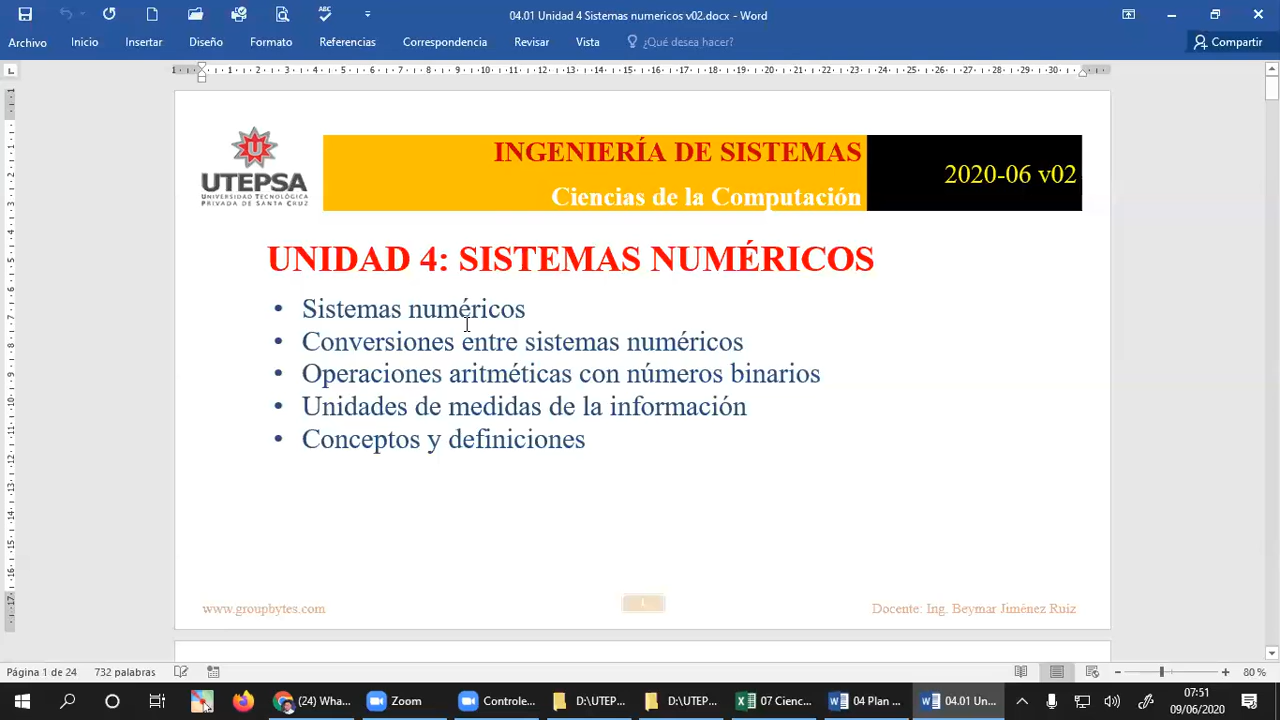 04.01 Unidad 4 Sistemas numericos v02.docx - Word
Archivo Inicio Insertar Diseño Formato Referencias Correspondencia Revisar Vista ¿Qué desea hacer? Compartir
INGENIERÍA DE SISTEMAS
Ciencias de la Computación
2020-06 v02
UTEPSA
UNIVERSIDAD TECNOLÓGICA
PRIVADA DE SANTA CRUZ
UNIDAD 4: SISTEMAS NUMÉRICOS
• Sistemas numéricos
• Conversiones entre sistemas numéricos
• Operaciones aritméticas con números binarios
• Unidades de medidas de la información
• Conceptos y definiciones
www.groupbytes.com
1
Docente: Ing. Beymar Jiménez Ruíz
Página 1 de 24 732 palabras 80 %
(24) Wha... Zoom Controle... D:\UTEP... D:\UTEP... 07 Cienc... 04 Plan ... 04.01 Un...
07:51
09/06/2020